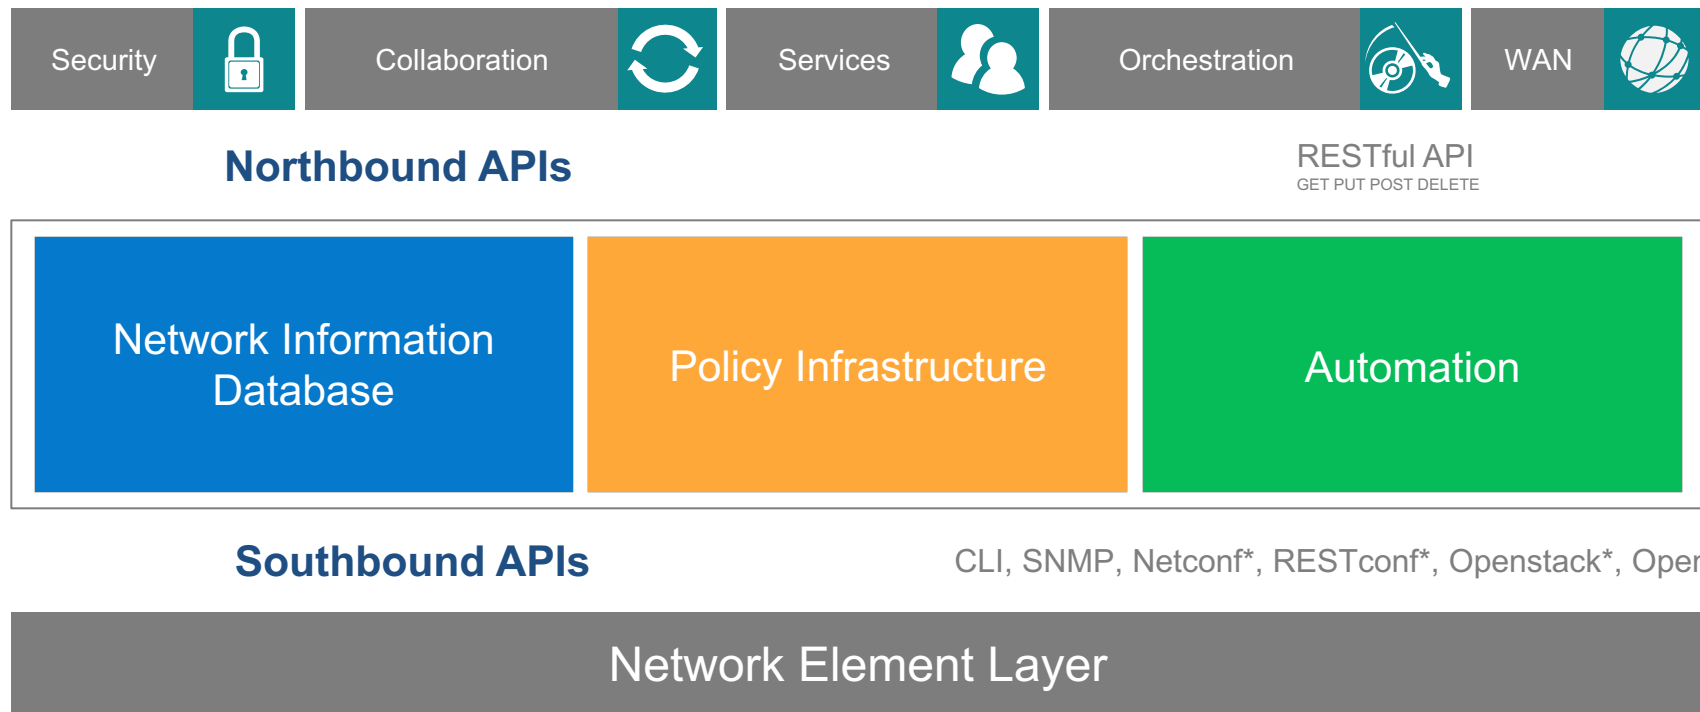 Security
Collaboration
Services
Orchestration
WAN
Northbound APIs
RESTful API
GET PUT POST DELETE
Network Information
Database
Policy Infrastructure
Automation
Southbound APIs
CLI, SNMP, Netconf*, RESTconf*, Openstack*,
Network Element Layer